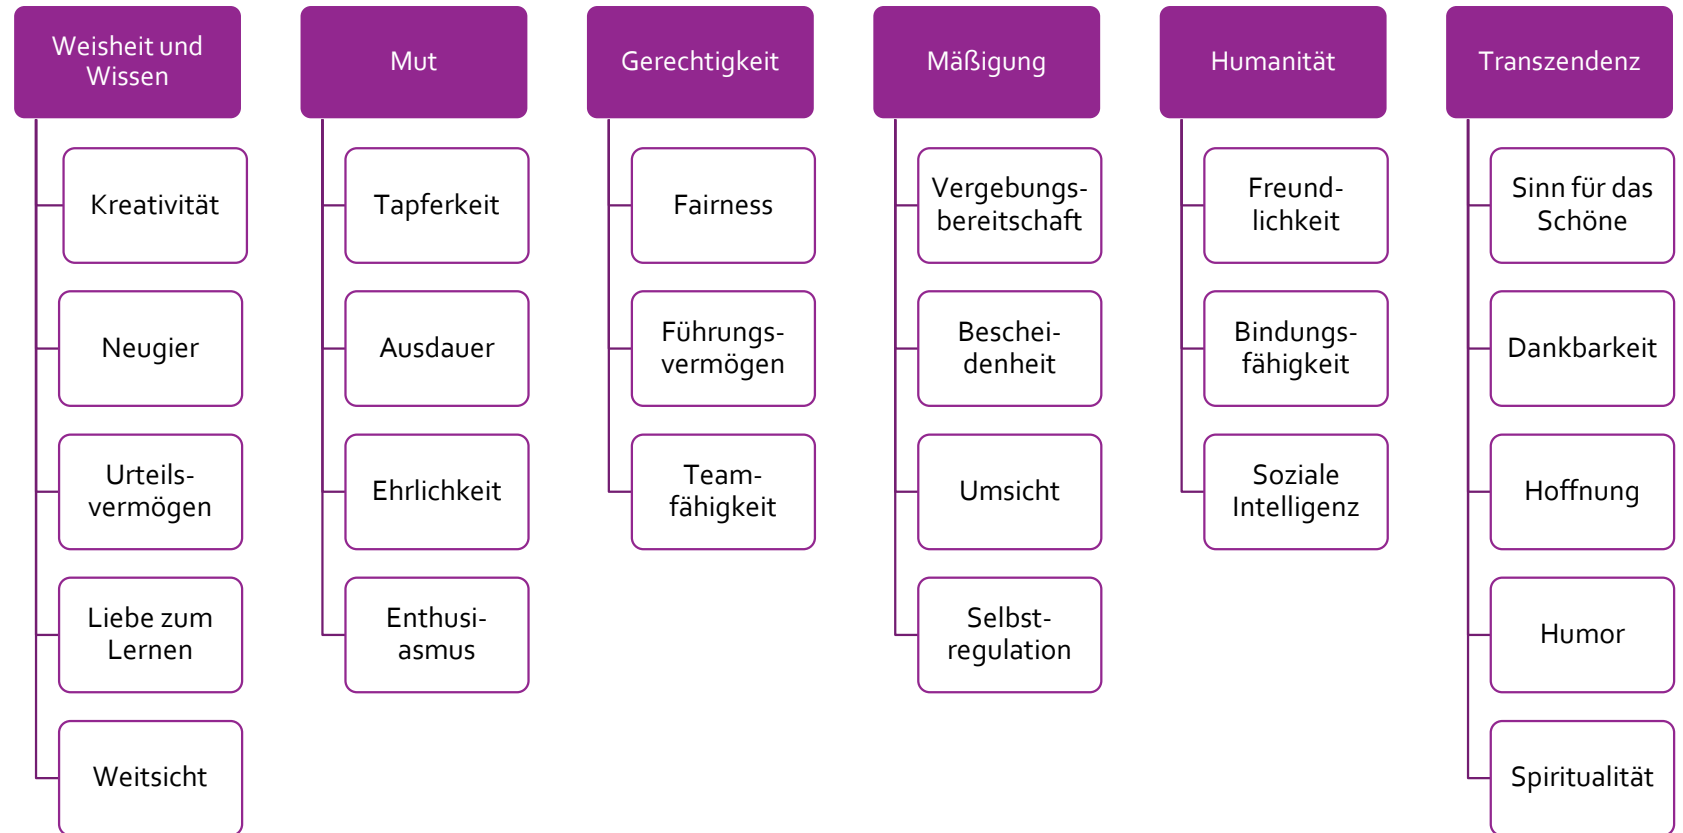 Weisheit und
Wissen
Kreativität
Neugier
Urteils-
vermögen
Liebe zum
Lernen
Weitsicht
Mut
Tapferkeit
Ausdauer
Ehrlichkeit
Enthusi-
asmus
Gerechtigkeit
Fairness
Führungs-
vermögen
Team-
fähigkeit
Mäßigung
Vergebungs-
bereitschaft
Beschei-
denheit
Umsicht
Selbst-
regulation
Humanität
Freund-
lichkeit
Bindungs-
fähigkeit
Soziale
Intelligenz
Transzendenz
Sinn für das
Schöne
Dankbarkeit
Hoffnung
Humor
Spiritualität